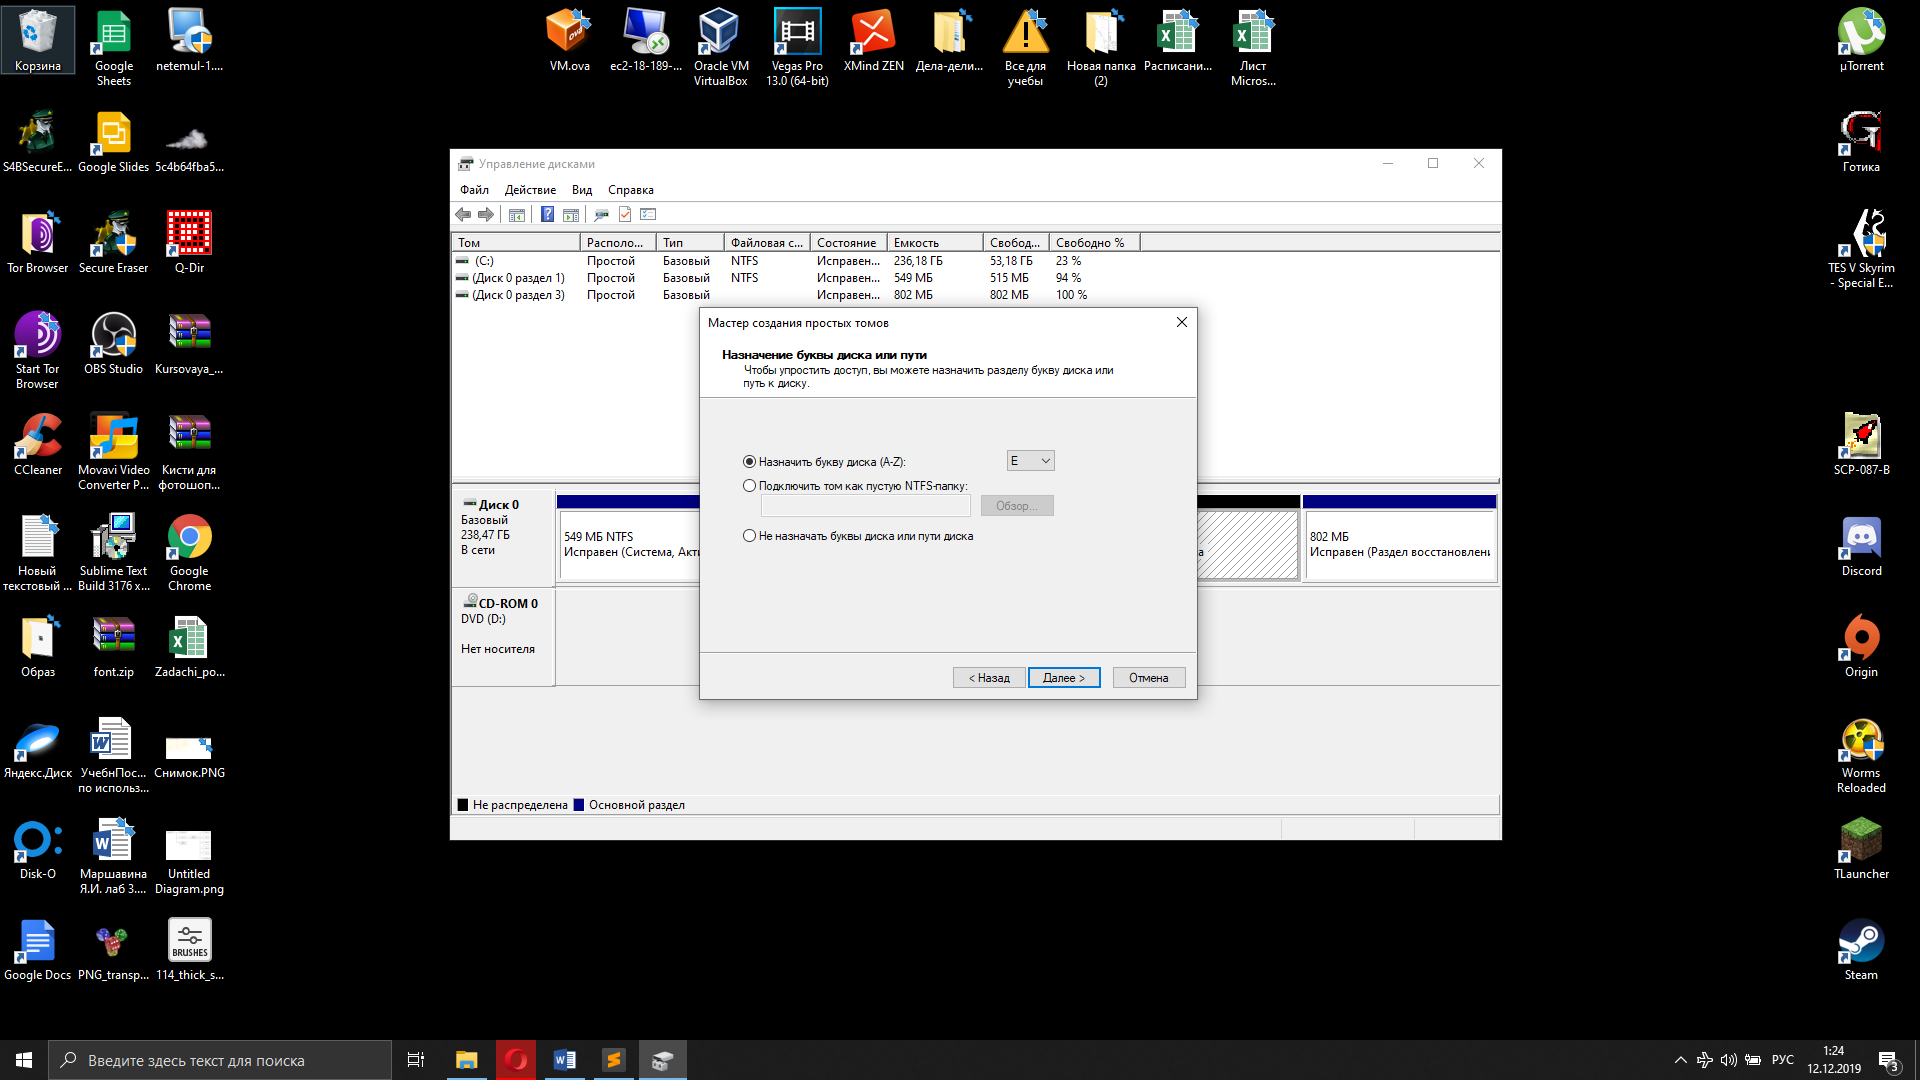 Корзина
Google
Sheets
netemul-1....
VM.ova
ec2-18-189-...
Oracle VM
VirtualBox
Vegas Pro
13.0 (64-bit)
XMind ZEN
Дела-дели...
Все для
учебы
Новая папка
(2)
Расписани...
Лист
Micros...
µTorrent
S4BSecureE...
Google Slides
5c4b64fba5...
Готика
Tor Browser
Secure Eraser
Q-Dir
TES V Skyrim
- Special E...
Start Tor
Browser
OBS Studio
Kursovaya_...
CCleaner
Movavi Video
Converter P...
Кисти для
фотошоп...
SCP-087-B
Новый
текстовый ...
Sublime Text
Build 3176 x...
Google
Chrome
Discord
Образ
font.zip
Zadachi_po...
Origin
Яндекс.Диск
УчебнПос...
по использ...
Снимок.PNG
Worms
Reloaded
Disk-O
Маршавина
Я.И. лаб 3....
Untitled
Diagram.png
TLauncher
Google Docs
PNG_transp...
BRUSHES
114_thick_s...
Steam
Управление дисками
Файл Действие Вид Справка
Том Располо... Тип Файловая с... Состояние Емкость Свобод... Свободно %
(C:) Простой Базовый NTFS Исправен... 236,18 ГБ 53,18 ГБ 23 %
(Диск 0 раздел 1) Простой Базовый NTFS Исправен... 549 МБ 515 МБ 94 %
(Диск 0 раздел 3) Простой Базовый Исправен... 802 МБ 802 МБ 100 %
Мастер создания простых томов
Назначение буквы диска или пути
Чтобы упростить доступ, вы можете назначить разделу букву диска или
путь к диску.
Назначить букву диска (A-Z): E
Подключить том как пустую NTFS-папку:
Обзор...
Не назначать буквы диска или пути диска
< Назад Далее > Отмена
Диск 0
Базовый
238,47 ГБ
В сети
549 МБ NTFS
Исправен (Система, Акти
а
802 МБ
Исправен (Раздел восстановлени
CD-ROM 0
DVD (D:)
Нет носителя
Не распределена Основной раздел
Введите здесь текст для поиска
РУС
1:24
12.12.2019
3